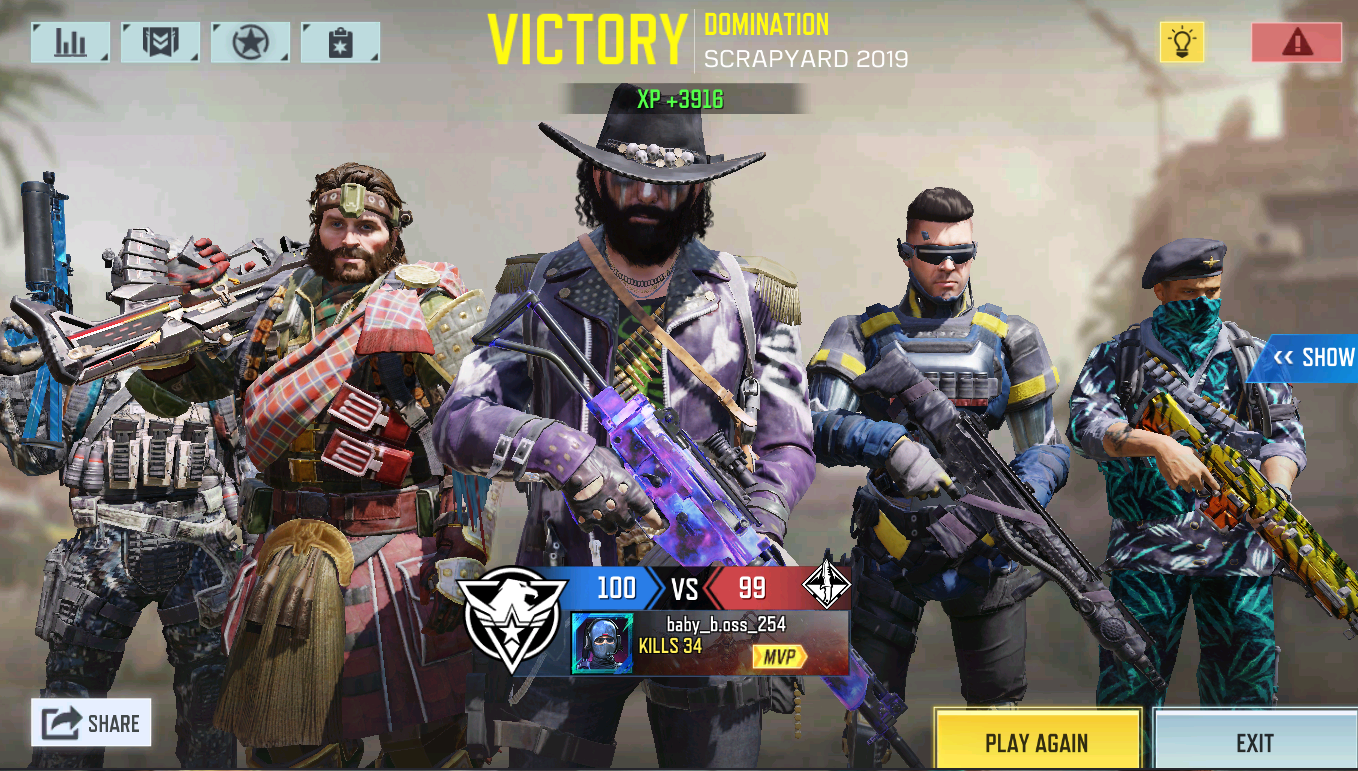 VICTORY
DOMINATION
SCRAPYARD 2019
XP +3916
<< SHOW
100 VS 99
baby_b.oss_254
KILLS 34
MVP
SHARE
PLAY AGAIN
EXIT